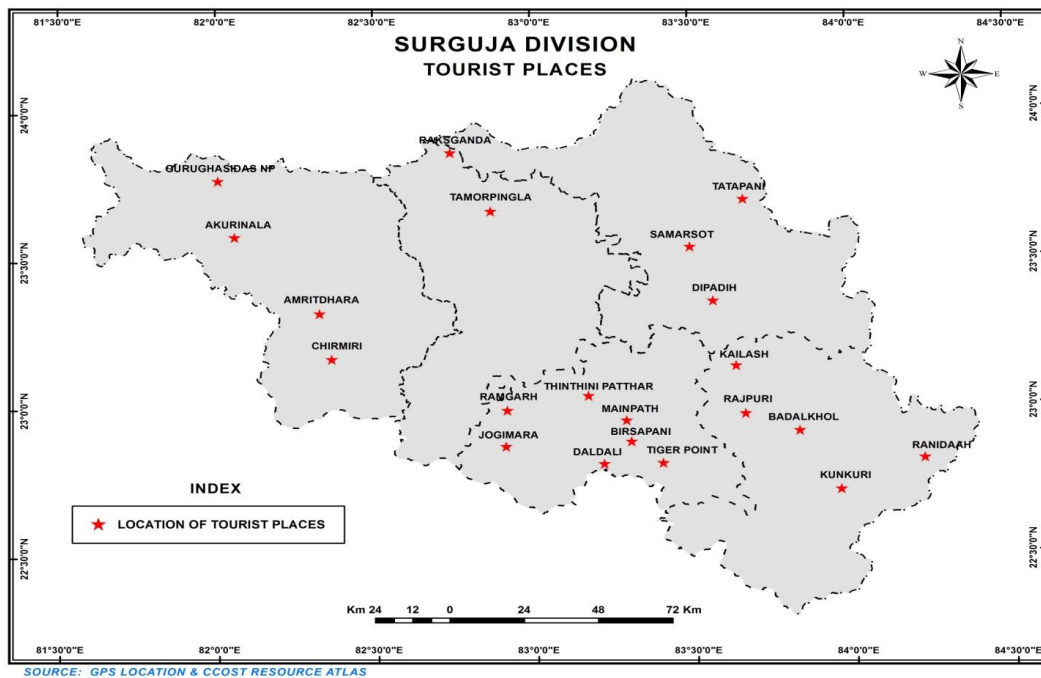 81°30'0"E 82°0'0"E 82°30'0"E 83°0'0"E 83°30'0"E 84°0'0"E 84°30'0"E
SURGUJA DIVISION
TOURIST PLACES
N
W E
S
24°0'0"N 24°0'0"N
RAKSGANDA
GURUGHASIDAS NP
TAMORPINGLA
TATAPANI
AKURINALA
SAMARSOT
23°30'0"N 23°30'0"N
DIPADIH
AMRITDHARA
CHIRMIRI
KAILASH
THINTHINI PATTHAR
RAMGARH
RAJPURI
MAINPATH
BADALKHOL
23°0'0"N 23°0'0"N
BIRSAPANI
JOGIMARA
TIGER POINT
DALDALI
RANIDAAH
KUNKURI
INDEX
LOCATION OF TOURIST PLACES
22°30'0"N 22°30'0"N
Km 24 12 0 24 48 72 Km
81°30'0"E 82°0'0"E 82°30'0"E 83°0'0"E 83°30'0"E 84°0'0"E 84°30'0"E
SOURCE: GPS LOCATION & CCOST RESOURCE ATLAS